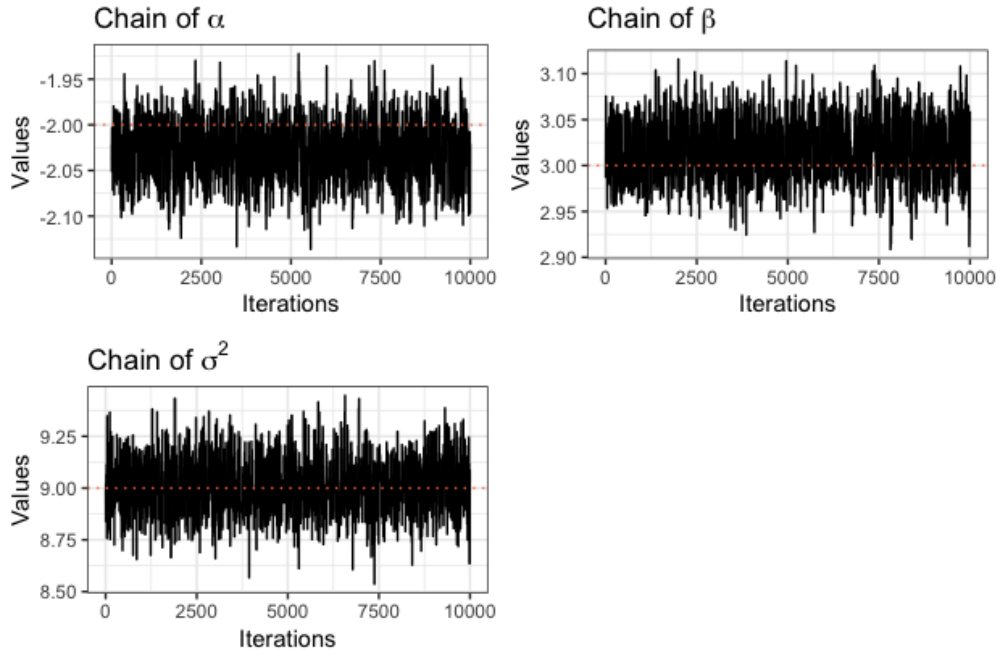 Chain of α
Values
-1.95
-2.00
-2.05
-2.10
0 2500 5000 7500 10000
Iterations
Chain of β
Values
3.10
3.05
3.00
2.95
2.90
0 2500 5000 7500 10000
Iterations
Chain of σ²
Values
9.25
9.00
8.75
8.50
0 2500 5000 7500 10000
Iterations